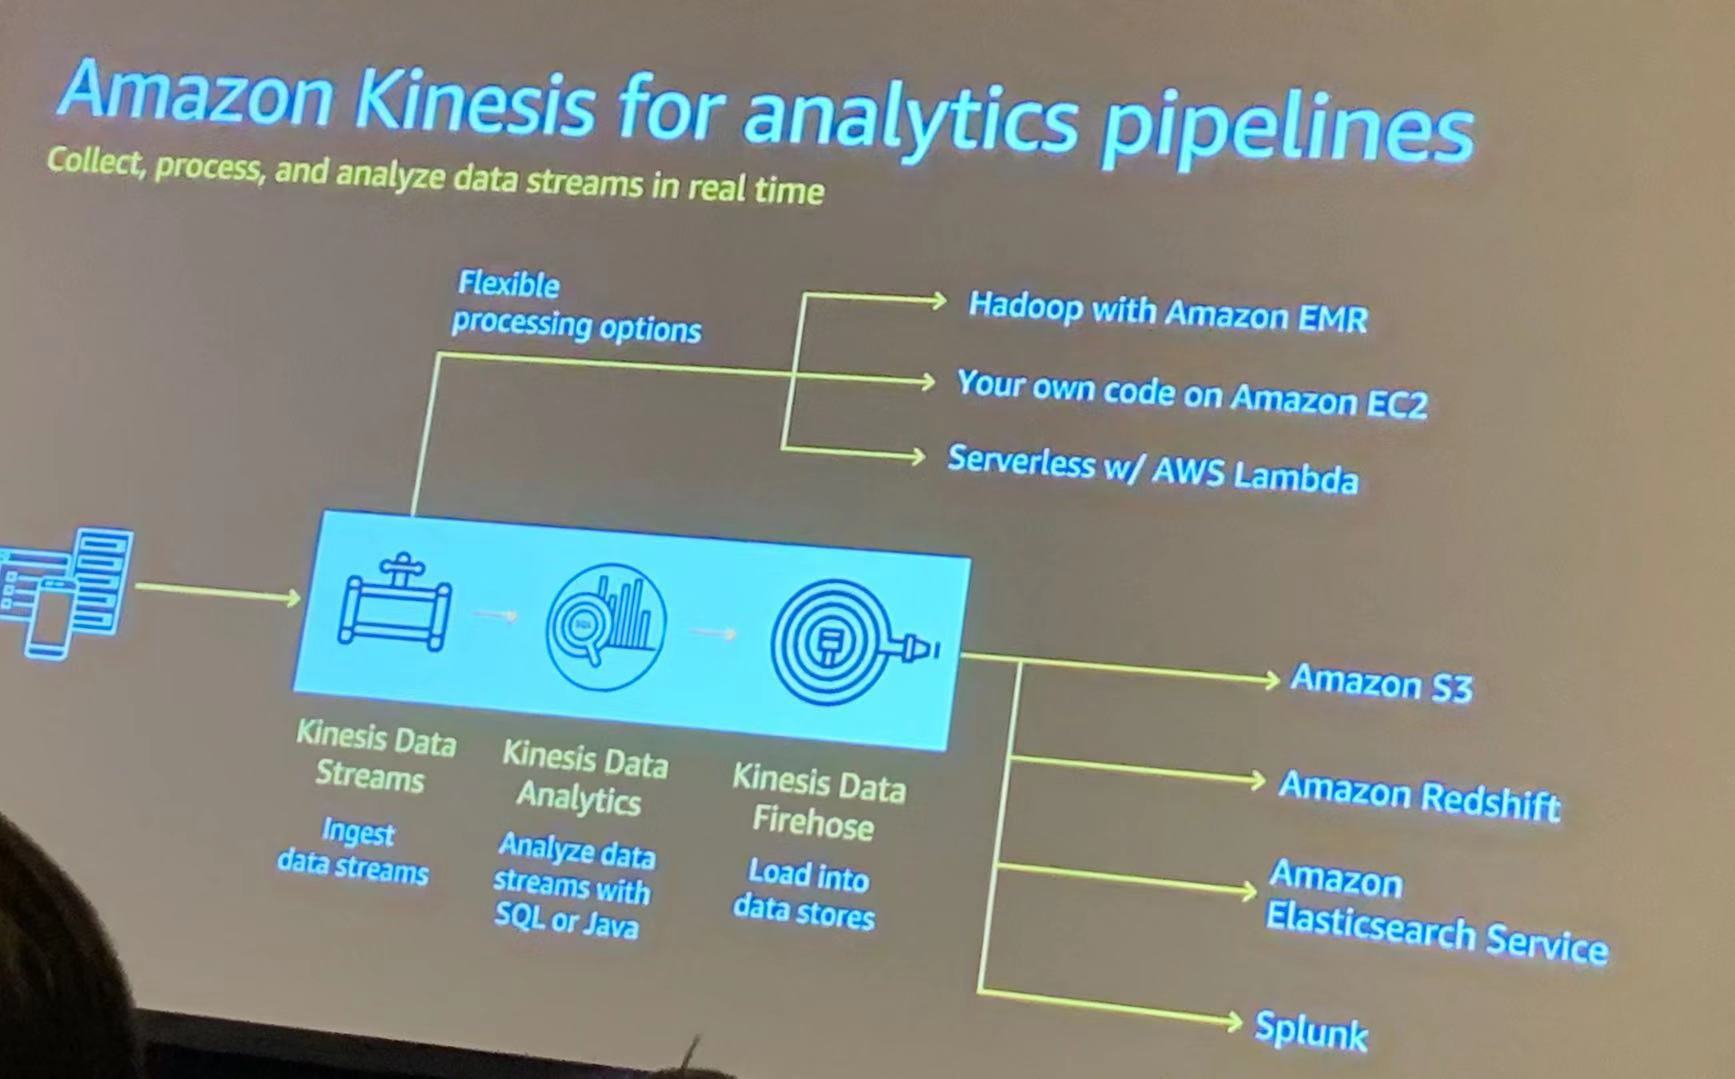 Amazon Kinesis for analytics pipelines
Collect, process, and analyze data streams in real time
Flexible
processing options
Hadoop with Amazon EMR
Your own code on Amazon EC2
Serverless w/ AWS Lambda
SQL
Kinesis Data
Streams
Ingest
data streams
Kinesis Data
Analytics
Analyze data
streams with
SQL or Java
Kinesis Data
Firehose
Load into
data stores
Amazon S3
Amazon Redshift
Amazon
Elasticsearch Service
Splunk